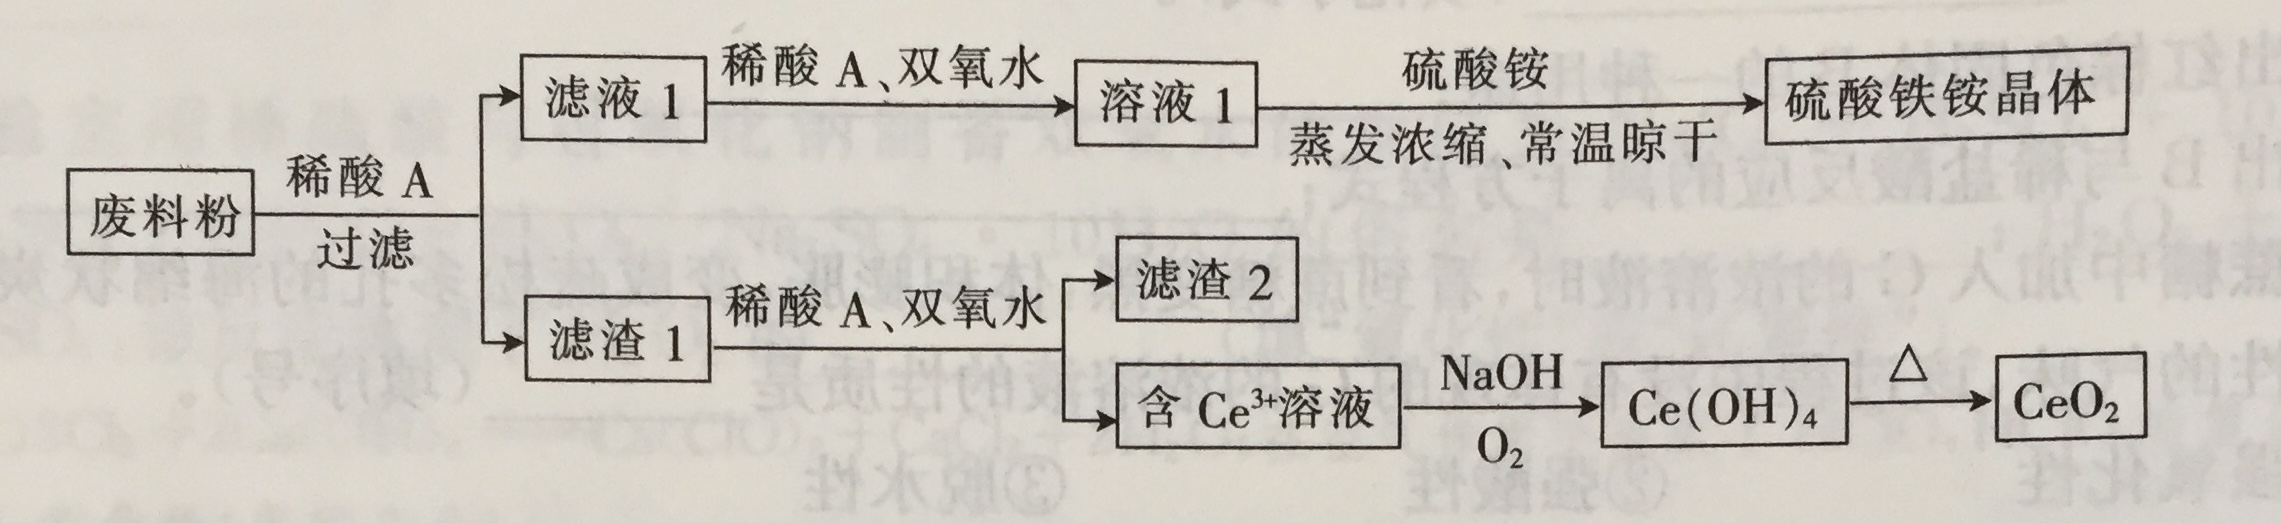 稀酸 A、双氧水
硫酸铵
滤液 1
溶液 1
硫酸铁铵晶体
蒸发浓缩、常温晾干
稀酸 A
废料粉
过滤
滤渣 2
稀酸 A、双氧水
滤渣 1
NaOH
△
含 Ce³⁺溶液
Ce(OH)₄
CeO₂
O₂